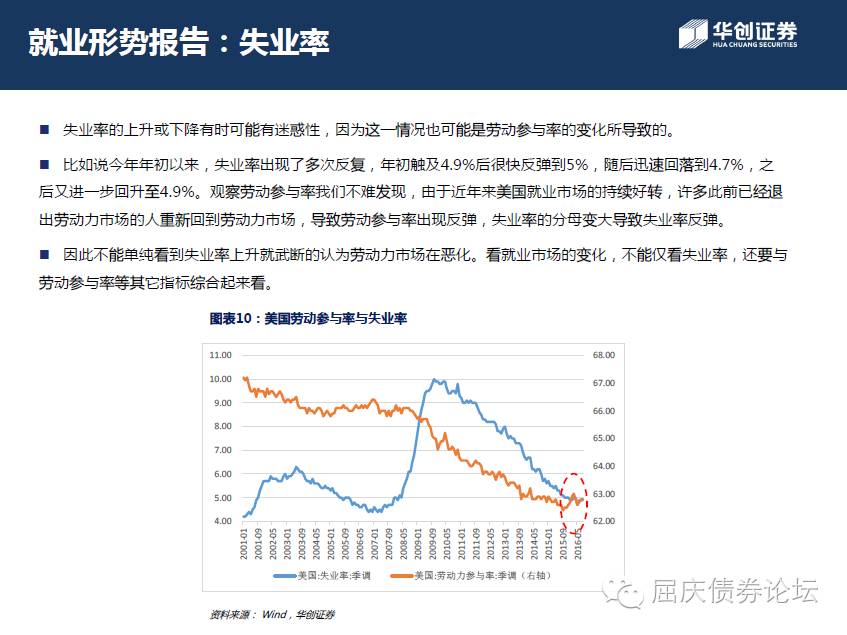 就业形势报告：失业率
华创证券
HUA CHUANG SECURITIES
■ 失业率的上升或下降有时可能有迷惑性，因为这一情况也可能是劳动参与率的变化所导致的。
■ 比如说今年年初以来，失业率出现了多次反复，年初触及4.9%后很快反弹到5%，随后迅速回落到4.7%，之
后又进一步回升至4.9%。观察劳动参与率我们不难发现，由于近年来美国就业市场的持续好转，许多此前已经退
出劳动力市场的人重新回到劳动力市场，导致劳动参与率出现反弹，失业率的分母变大导致失业率反弹。
■ 因此不能单纯看到失业率上升就武断的认为劳动力市场在恶化。看就业市场的变化，不能仅看失业率，还要与
劳动参与率等其它指标综合起来看。
图表10：美国劳动参与率与失业率
11.00
10.00
9.00
8.00
7.00
6.00
5.00
4.00
68.00
67.00
66.00
65.00
64.00
63.00
62.00
2001-01
2001-09
2002-05
2003-01
2003-09
2004-05
2005-01
2005-09
2006-05
2007-01
2007-09
2008-05
2009-01
2009-09
2010-05
2011-01
2011-09
2012-05
2013-01
2013-09
2014-05
2015-01
2015-09
2016-05
美国:失业率:季调
美国:劳动力参与率:季调（右轴）
资料来源： Wind，华创证券
屈庆债券论坛